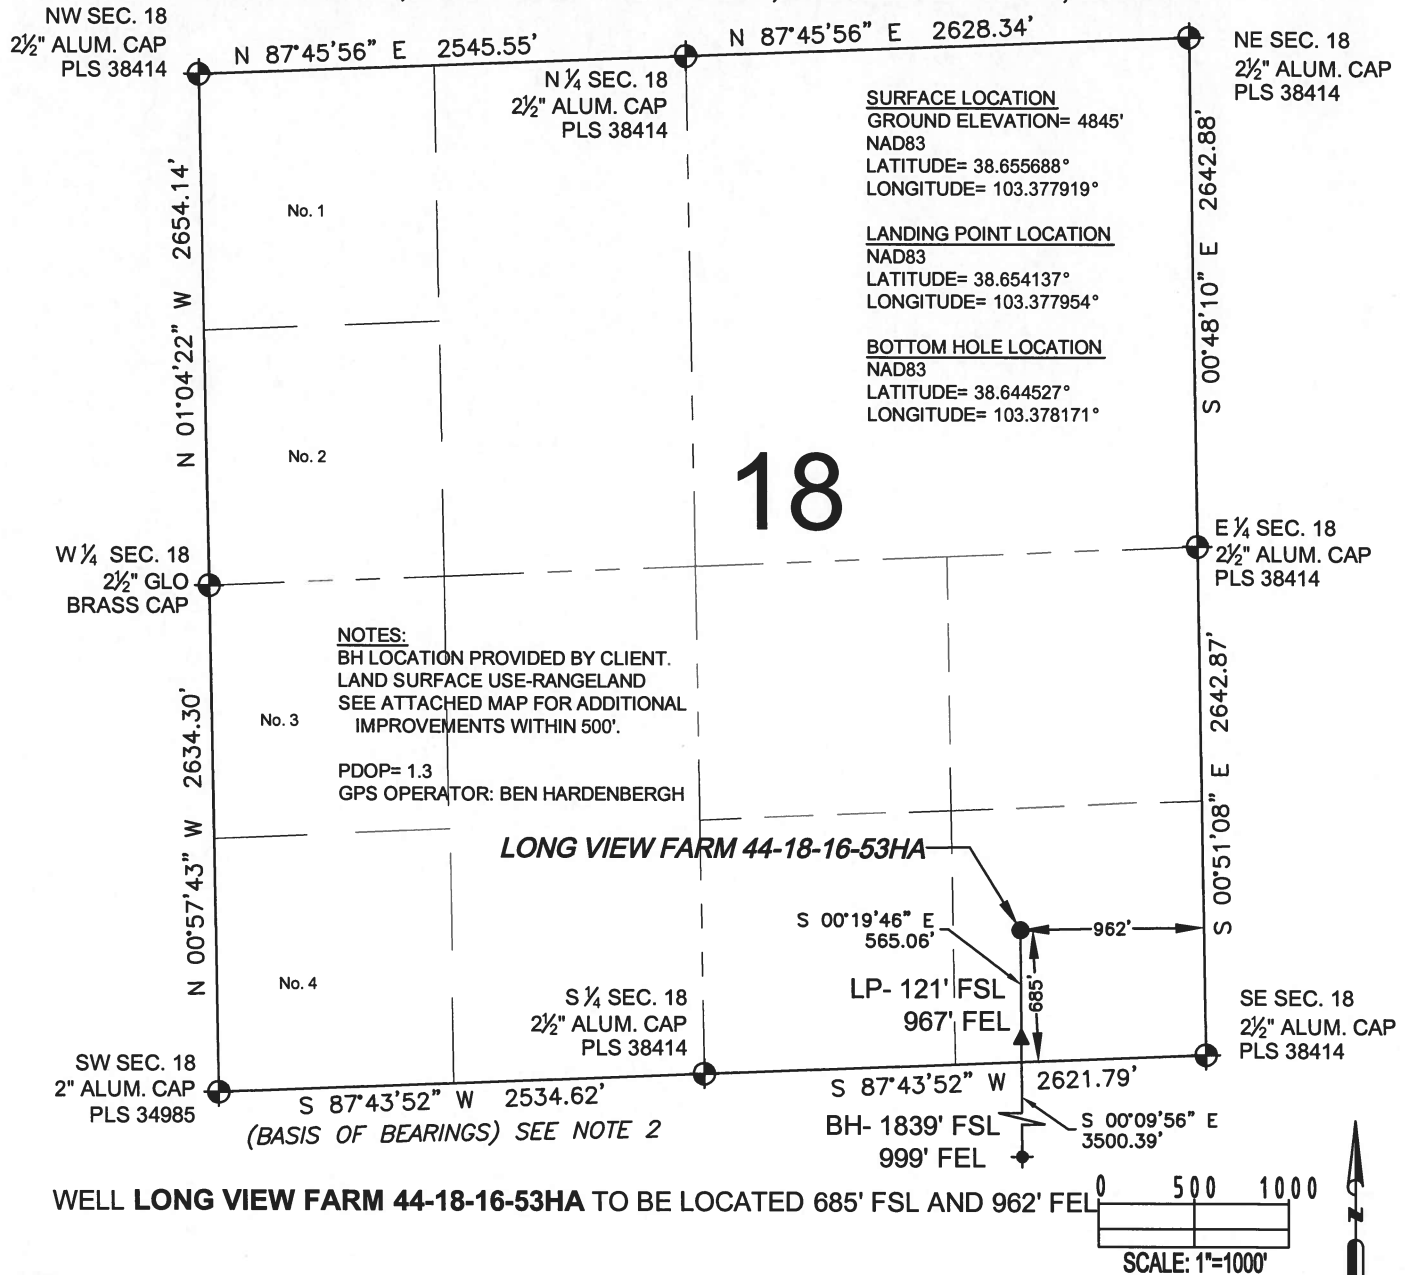 NW SEC. 18
2½" ALUM. CAP
PLS 38414
N 87°45'56" E 2545.55'
N ¼ SEC. 18
2½" ALUM. CAP
PLS 38414
N 87°45'56" E 2628.34'
NE SEC. 18
2½" ALUM. CAP
PLS 38414
SURFACE LOCATION
GROUND ELEVATION= 4845'
NAD83
LATITUDE= 38.655688°
LONGITUDE= 103.377919°
LANDING POINT LOCATION
NAD83
LATITUDE= 38.654137°
LONGITUDE= 103.377954°
BOTTOM HOLE LOCATION
NAD83
LATITUDE= 38.644527°
LONGITUDE= 103.378171°
N 01°04'22" W 2654.14'
No. 1
No. 2
S 00°48'10" E 2642.88'
18
W ¼ SEC. 18
2½" GLO
BRASS CAP
E ¼ SEC. 18
2½" ALUM. CAP
PLS 38414
NOTES:
BH LOCATION PROVIDED BY CLIENT.
LAND SURFACE USE-RANGELAND
SEE ATTACHED MAP FOR ADDITIONAL
IMPROVEMENTS WITHIN 500'.
PDOP= 1.3
GPS OPERATOR: BEN HARDENBERGH
N 00°57'43" W 2634.30'
No. 3
No. 4
S 00°51'08" E 2642.87'
LONG VIEW FARM 44-18-16-53HA
S 00°19'46" E
565.06'
962'
685'
LP- 121' FSL
967' FEL
S ¼ SEC. 18
2½" ALUM. CAP
PLS 38414
SE SEC. 18
2½" ALUM. CAP
PLS 38414
SW SEC. 18
2" ALUM. CAP
PLS 34985
S 87°43'52" W 2534.62'
(BASIS OF BEARINGS) SEE NOTE 2
S 87°43'52" W 2621.79'
BH- 1839' FSL
999' FEL
S 00°09'56" E
3500.39'
WELL LONG VIEW FARM 44-18-16-53HA TO BE LOCATED 685' FSL AND 962' FEL
0 500 1000
SCALE: 1"=1000'
N